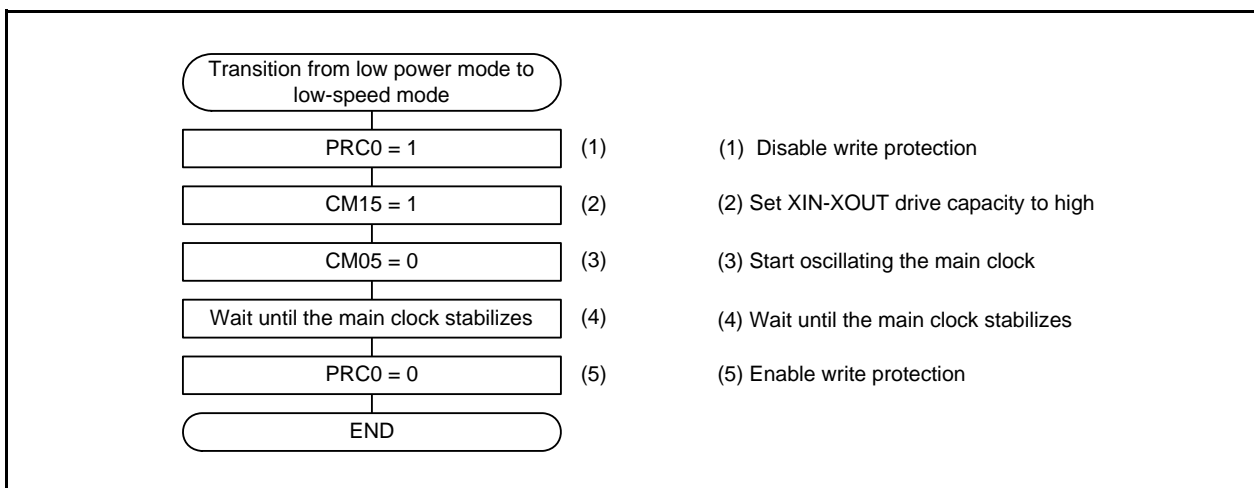 Transition from low power mode to
low-speed mode
PRC0 = 1 (1) (1) Disable write protection
CM15 = 1 (2) (2) Set XIN-XOUT drive capacity to high
CM05 = 0 (3) (3) Start oscillating the main clock
Wait until the main clock stabilizes (4) (4) Wait until the main clock stabilizes
PRC0 = 0 (5) (5) Enable write protection
END